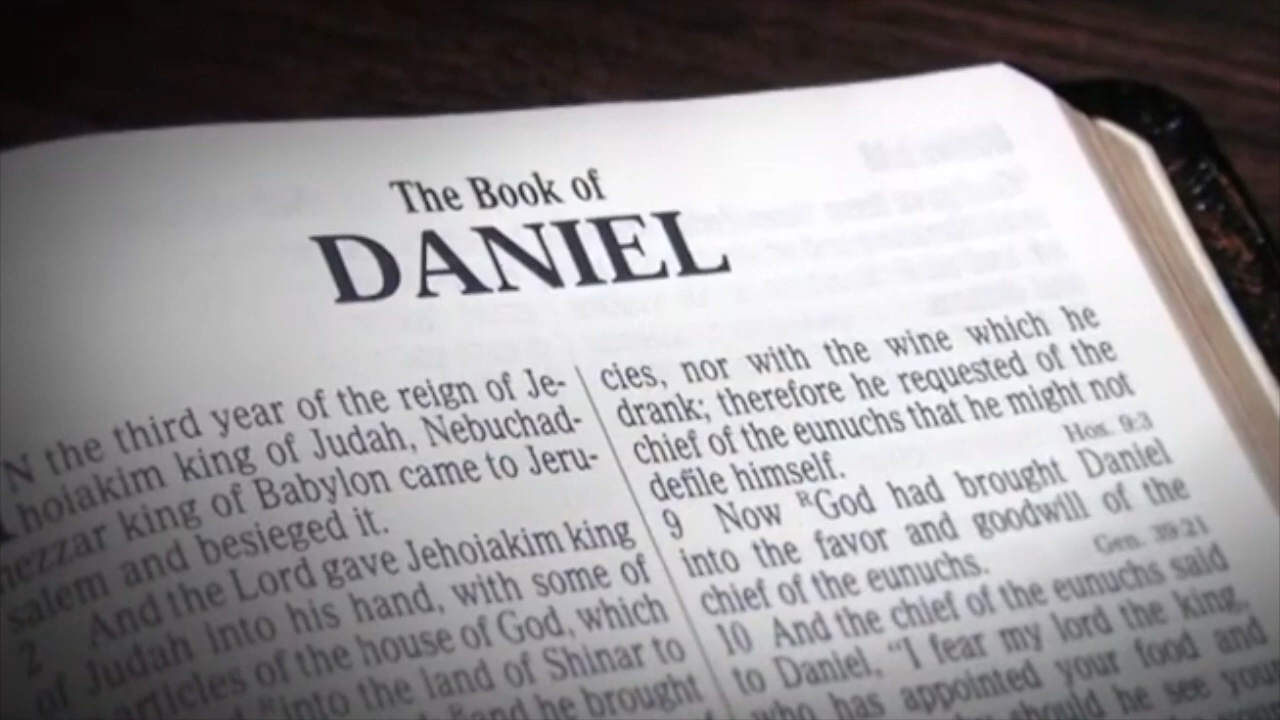 The Book of
DANIEL
N the third year of the reign of Je-
hoiakim king of Judah, Nebuchad-
nezzar king of Babylon came to Jeru-
salem and besieged it.
2 And the Lord gave Jehoiakim king
of Judah into his hand, with some of
articles of the house of God, which
into the land of Shinar to
and he brought
cies, nor with the wine which he
drank; therefore he requested of the
chief of the eunuchs that he might not
defile himself.
Hos. 9:3
9 Now RGod had brought Daniel
into the favor and goodwill of the
chief of the eunuchs.
Gen. 39:21
10 And the chief of the eunuchs said
to Daniel, “I fear my lord the king,
who has appointed your food and
should he see your